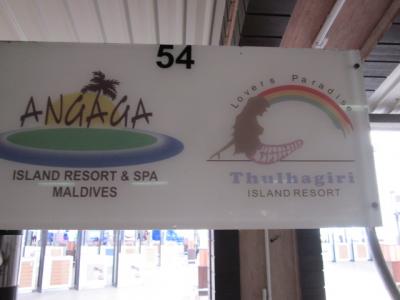 54
ANGAGA
ISLAND RESORT & SPA
MALDIVES
Lovers Paradise
Thulhagiri
ISLAND RESORT